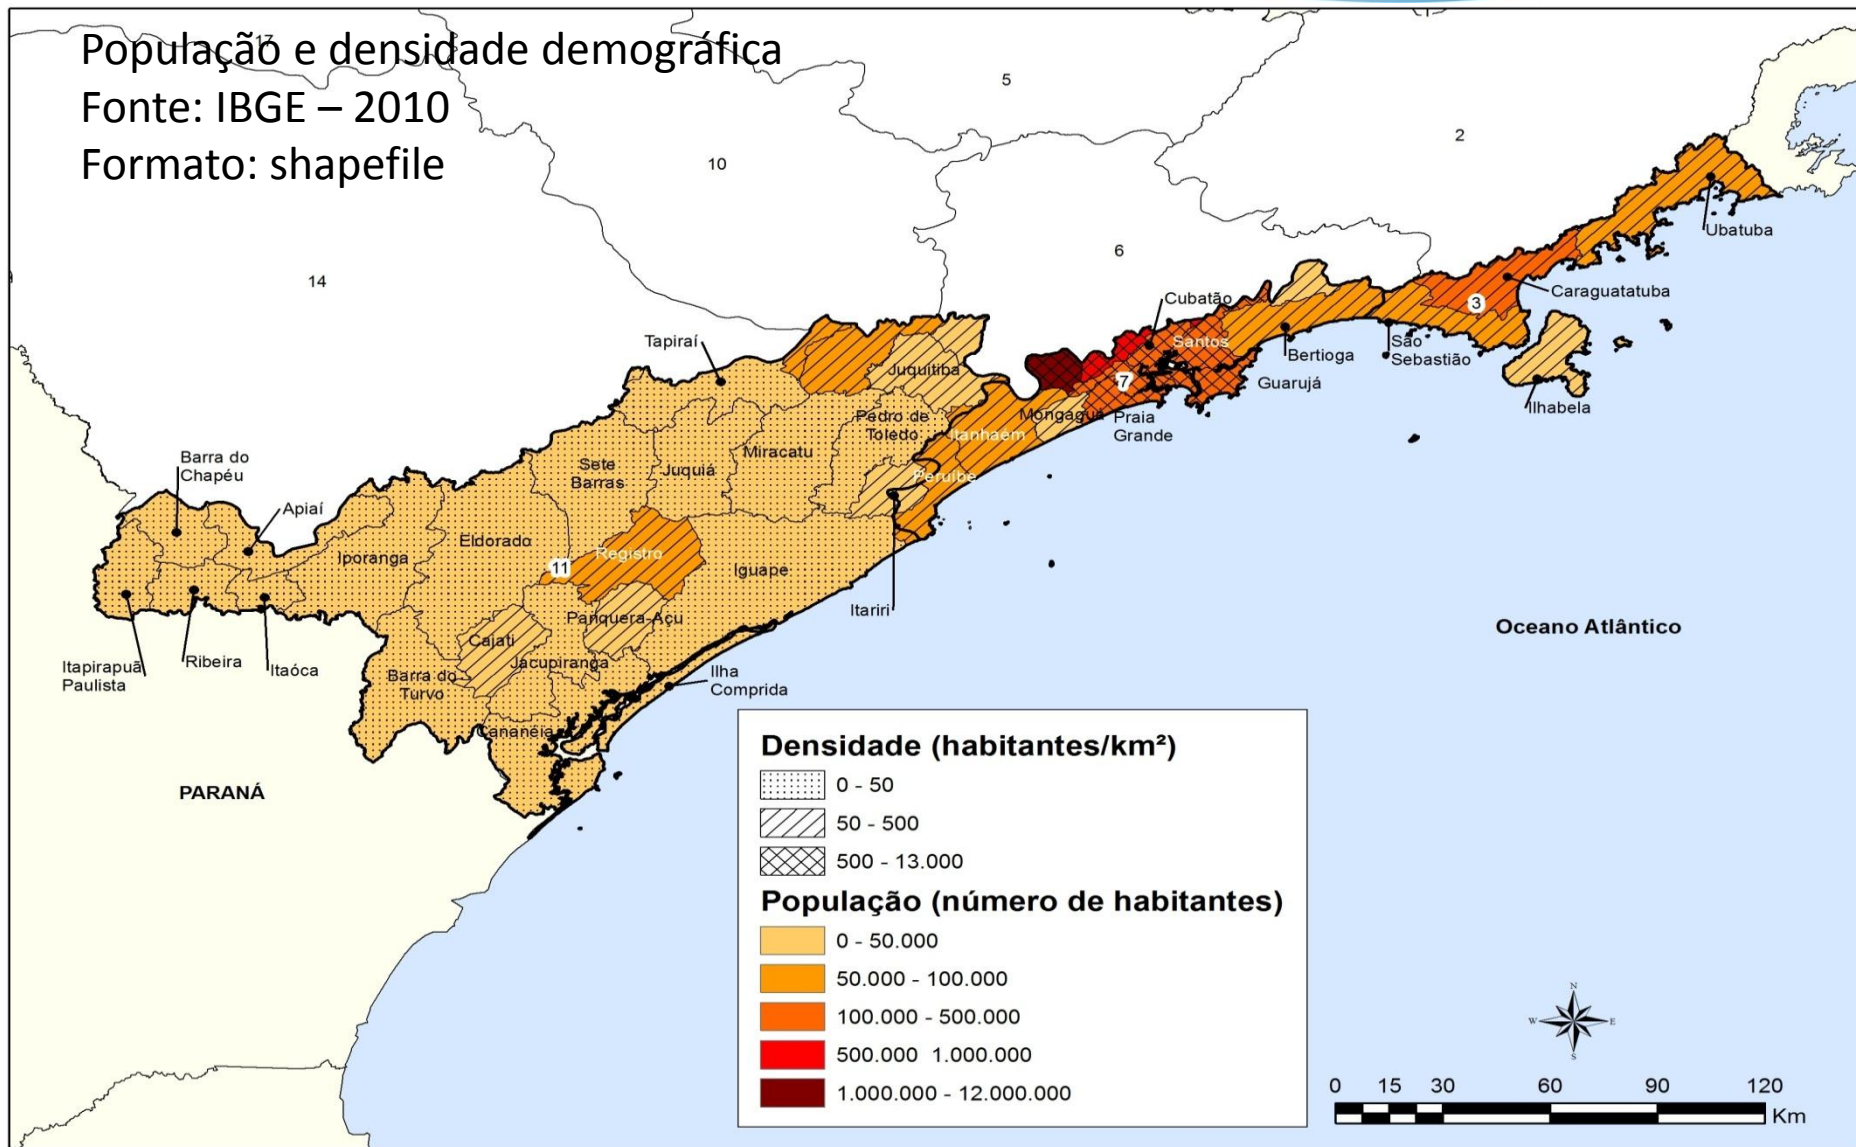 População e densidade demográfica
Fonte: IBGE – 2010
Formato: shapefile
17
5
2
10
14
6
Ubatuba
Caraguatatuba
3
Cubatão
Tapiraí
Santos
São
Sebastião
Bertioga
Juquitiba
7
Guarujá
Ilhabela
Mongaguá
Praia
Grande
Pedro de
Toledo
Itanhaém
Barra do
Chapéu
Sete
Barras
Juquiá
Miracatu
Peruíbe
Apiaí
Eldorado
Iporanga
Registro
11
Iguape
Itariri
Pariquera-Açu
Oceano Atlântico
Cajati
Itapirapuã
Paulista
Ribeira
Itaóca
Jacupiranga
Barra do
Turvo
Ilha
Comprida
Cananéia
PARANÁ
Densidade (habitantes/km²)
0 - 50
50 - 500
500 - 13.000
População (número de habitantes)
0 - 50.000
50.000 - 100.000
100.000 - 500.000
500.000 1.000.000
1.000.000 - 12.000.000
N
W
E
S
0 15 30 60 90 120
Km